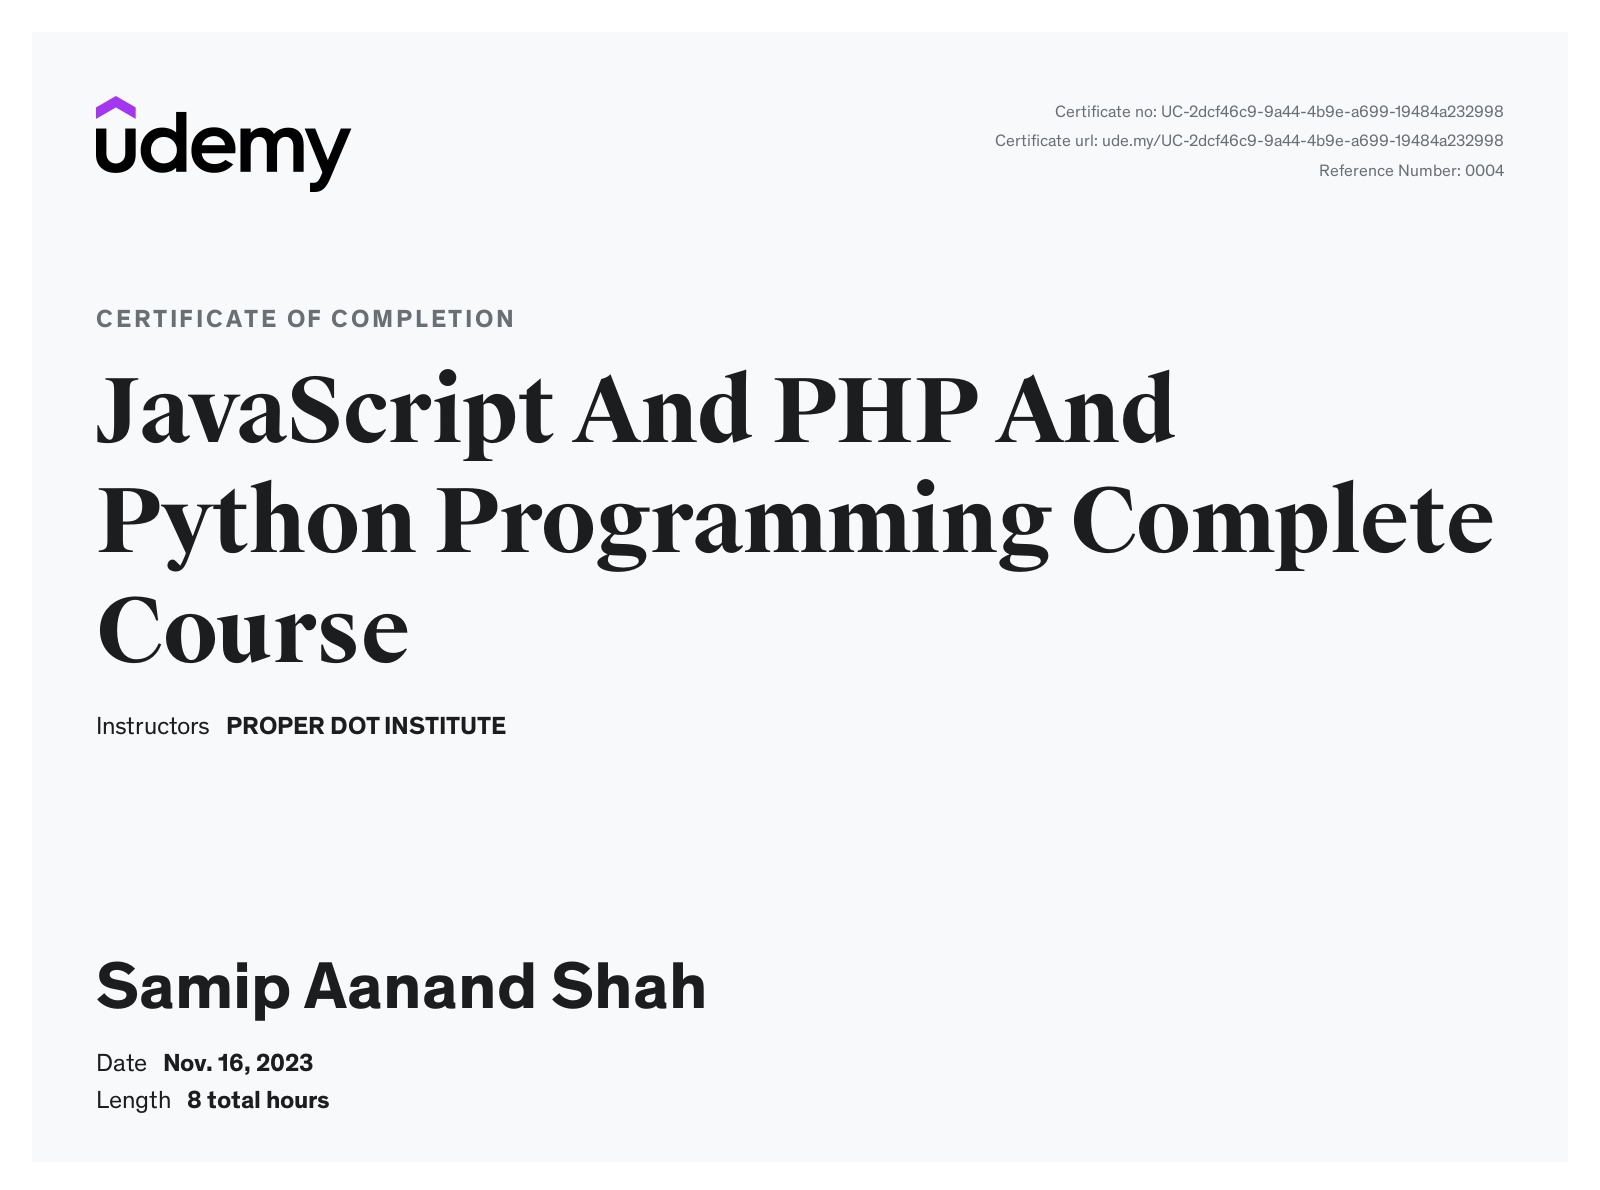 udemy
Certificate no: UC-2dcf46c9-9a44-4b9e-a699-19484a232998
Certificate url: ude.my/UC-2dcf46c9-9a44-4b9e-a699-19484a232998
Reference Number: 0004
CERTIFICATE OF COMPLETION
JavaScript And PHP And
Python Programming Complete
Course
Instructors PROPER DOT INSTITUTE
Samip Aanand Shah
Date Nov. 16, 2023
Length 8 total hours